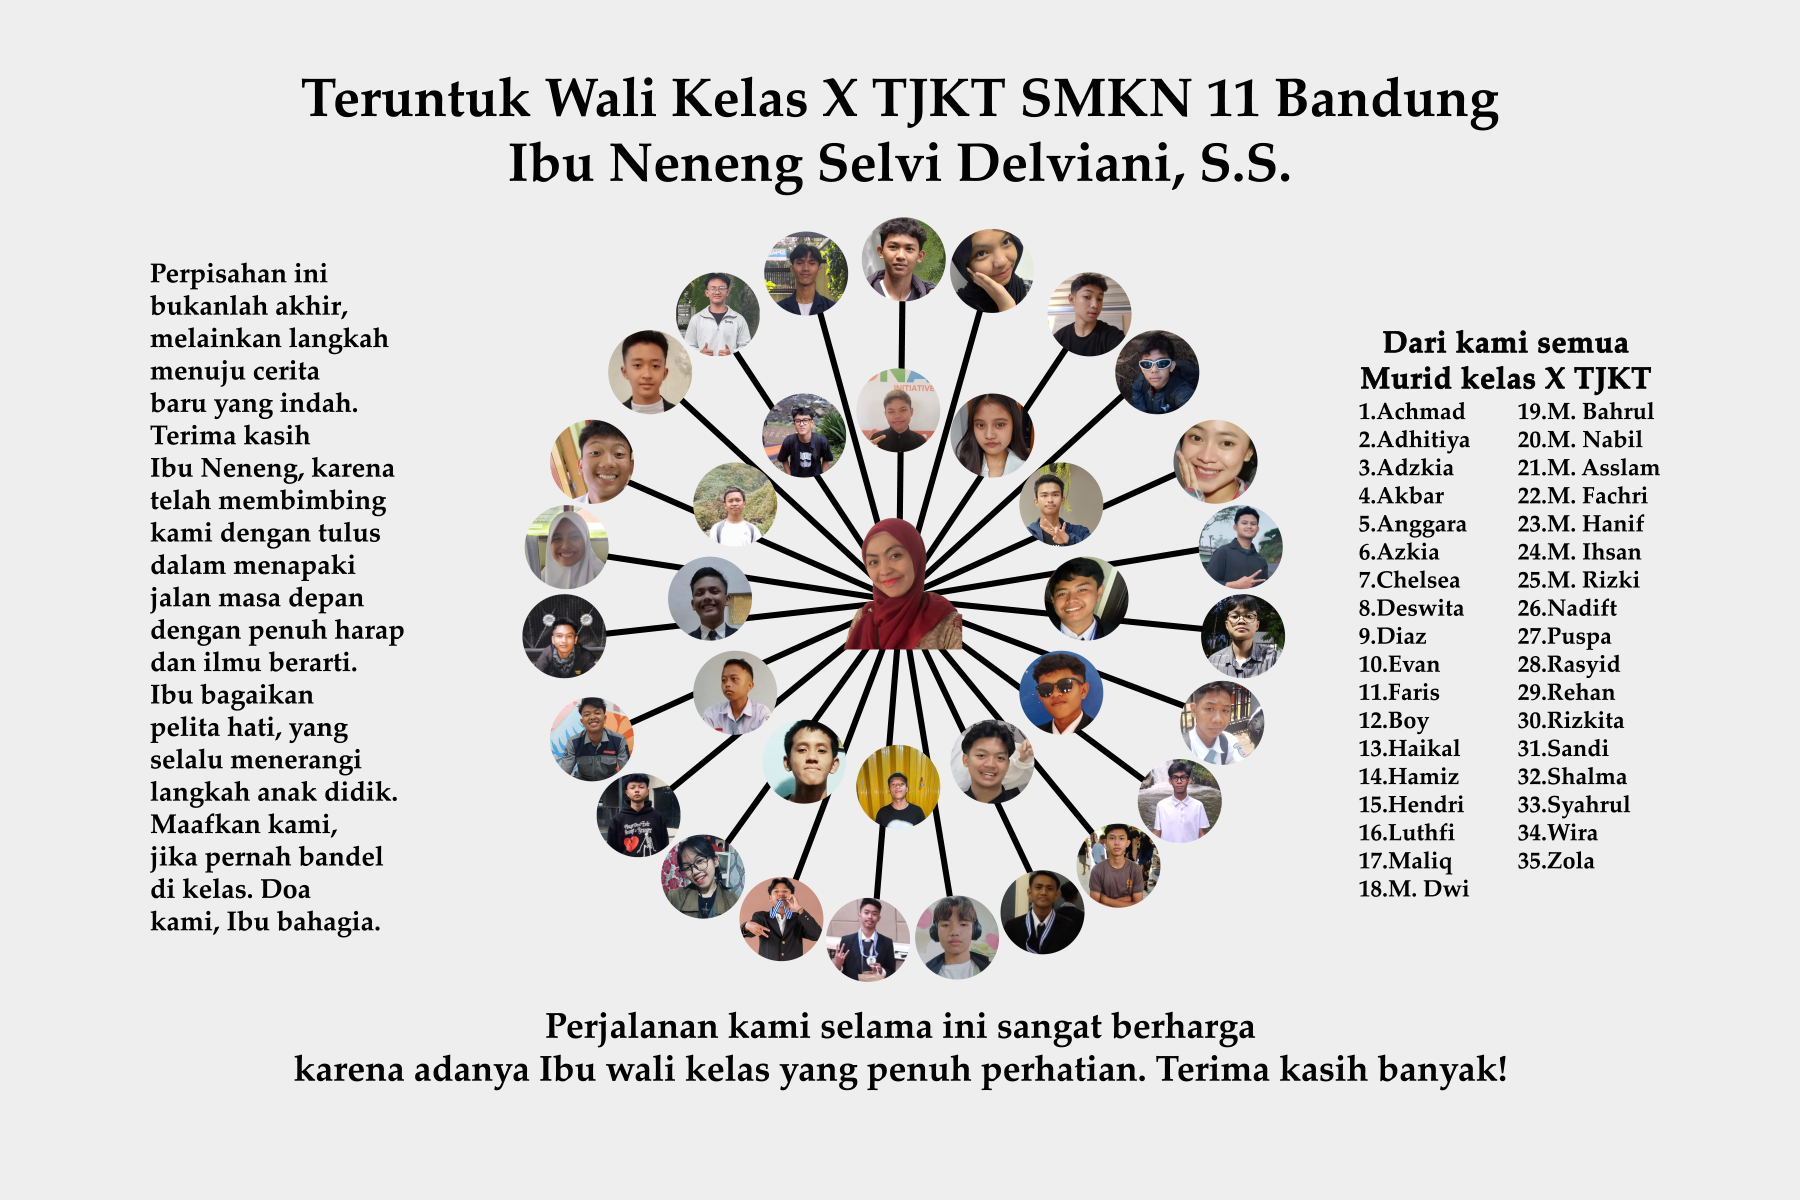 Teruntuk Wali Kelas X TJKT SMKN 11 Bandung
Ibu Neneng Selvi Delviani, S.S.
Perpisahan ini
bukanlah akhir,
melainkan langkah
menuju cerita
baru yang indah.
Terima kasih
Ibu Neneng, karena
telah membimbing
kami dengan tulus
dalam menapaki
jalan masa depan
dengan penuh harap
dan ilmu berarti.
Ibu bagaikan
pelita hati, yang
selalu menerangi
langkah anak didik.
Maafkan kami,
jika pernah bandel
di kelas. Doa
kami, Ibu bahagia.
INITIATIVE
Dari kami semua
Murid kelas X TJKT
1.Achmad
2.Adhitiya
3.Adzkia
4.Akbar
5.Anggara
6.Azkia
7.Chelsea
8.Deswita
9.Diaz
10.Evan
11.Faris
12.Boy
13.Haikal
14.Hamiz
15.Hendri
16.Luthfi
17.Maliq
18.M. Dwi
19.M. Bahrul
20.M. Nabil
21.M. Asslam
22.M. Fachri
23.M. Hanif
24.M. Ihsan
25.M. Rizki
26.Nadift
27.Puspa
28.Rasyid
29.Rehan
30.Rizkita
31.Sandi
32.Shalma
33.Syahrul
34.Wira
35.Zola
Perjalanan kami selama ini sangat berharga
karena adanya Ibu wali kelas yang penuh perhatian. Terima kasih banyak!